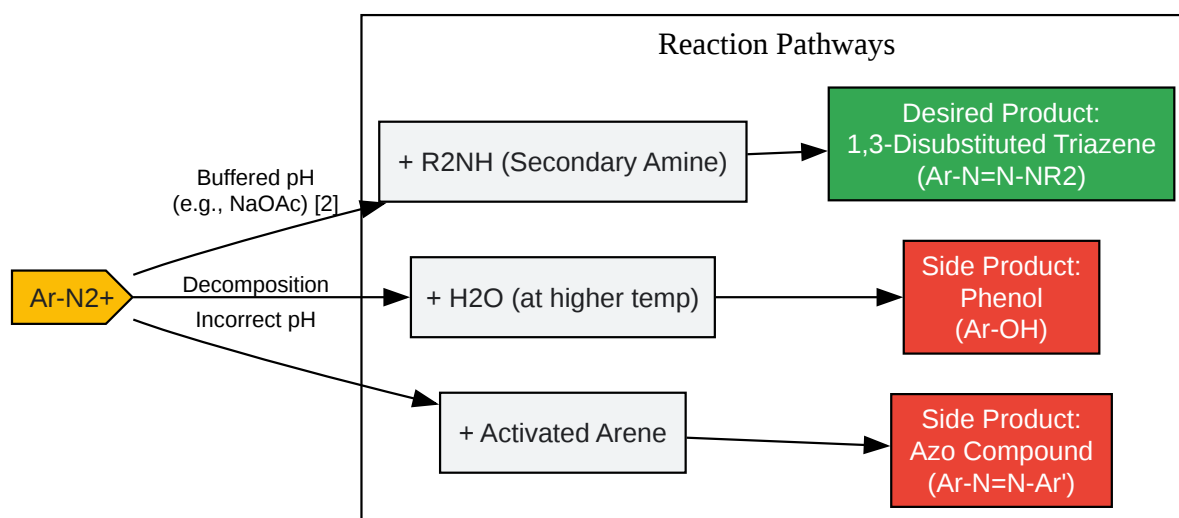 Reaction Pathways
Ar-N2+
Buffered pH
(e.g., NaOAc) [2]
Decomposition
Incorrect pH
+ R2NH (Secondary Amine)
+ H2O (at higher temp)
+ Activated Arene
Desired Product:
1,3-Disubstituted Triazene
(Ar-N=N-NR2)
Side Product:
Phenol
(Ar-OH)
Side Product:
Azo Compound
(Ar-N=N-Ar')